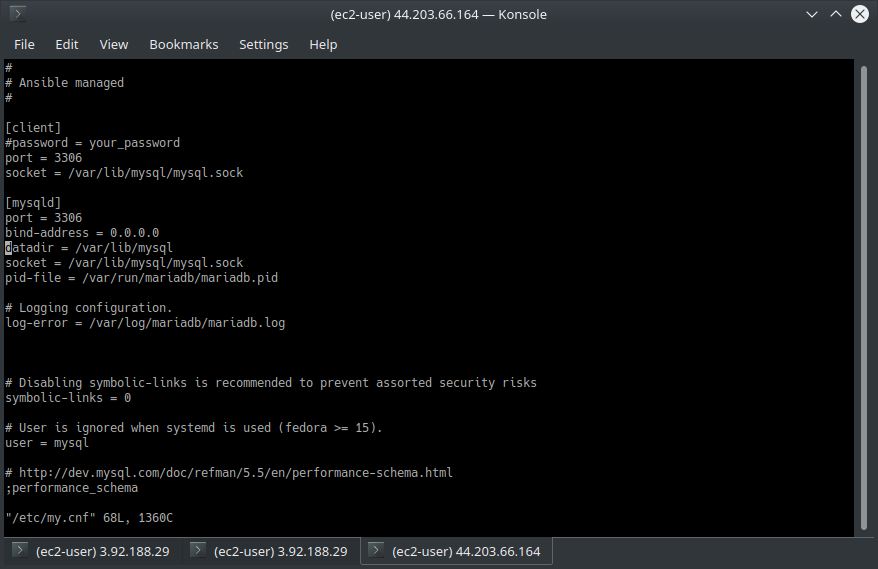 (ec2-user) 44.203.66.164 — Konsole
File Edit View Bookmarks Settings Help
#
# Ansible managed
#
[client]
#password = your_password
port = 3306
socket = /var/lib/mysql/mysql.sock
[mysqld]
port = 3306
bind-address = 0.0.0.0
datadir = /var/lib/mysql
socket = /var/lib/mysql/mysql.sock
pid-file = /var/run/mariadb/mariadb.pid
# Logging configuration.
log-error = /var/log/mariadb/mariadb.log
# Disabling symbolic-links is recommended to prevent assorted security risks
symbolic-links = 0
# User is ignored when systemd is used (fedora >= 15).
user = mysql
# http://dev.mysql.com/doc/refman/5.5/en/performance-schema.html
;performance_schema
"/etc/my.cnf" 68L, 1360C
(ec2-user) 3.92.188.29 (ec2-user) 3.92.188.29 (ec2-user) 44.203.66.164